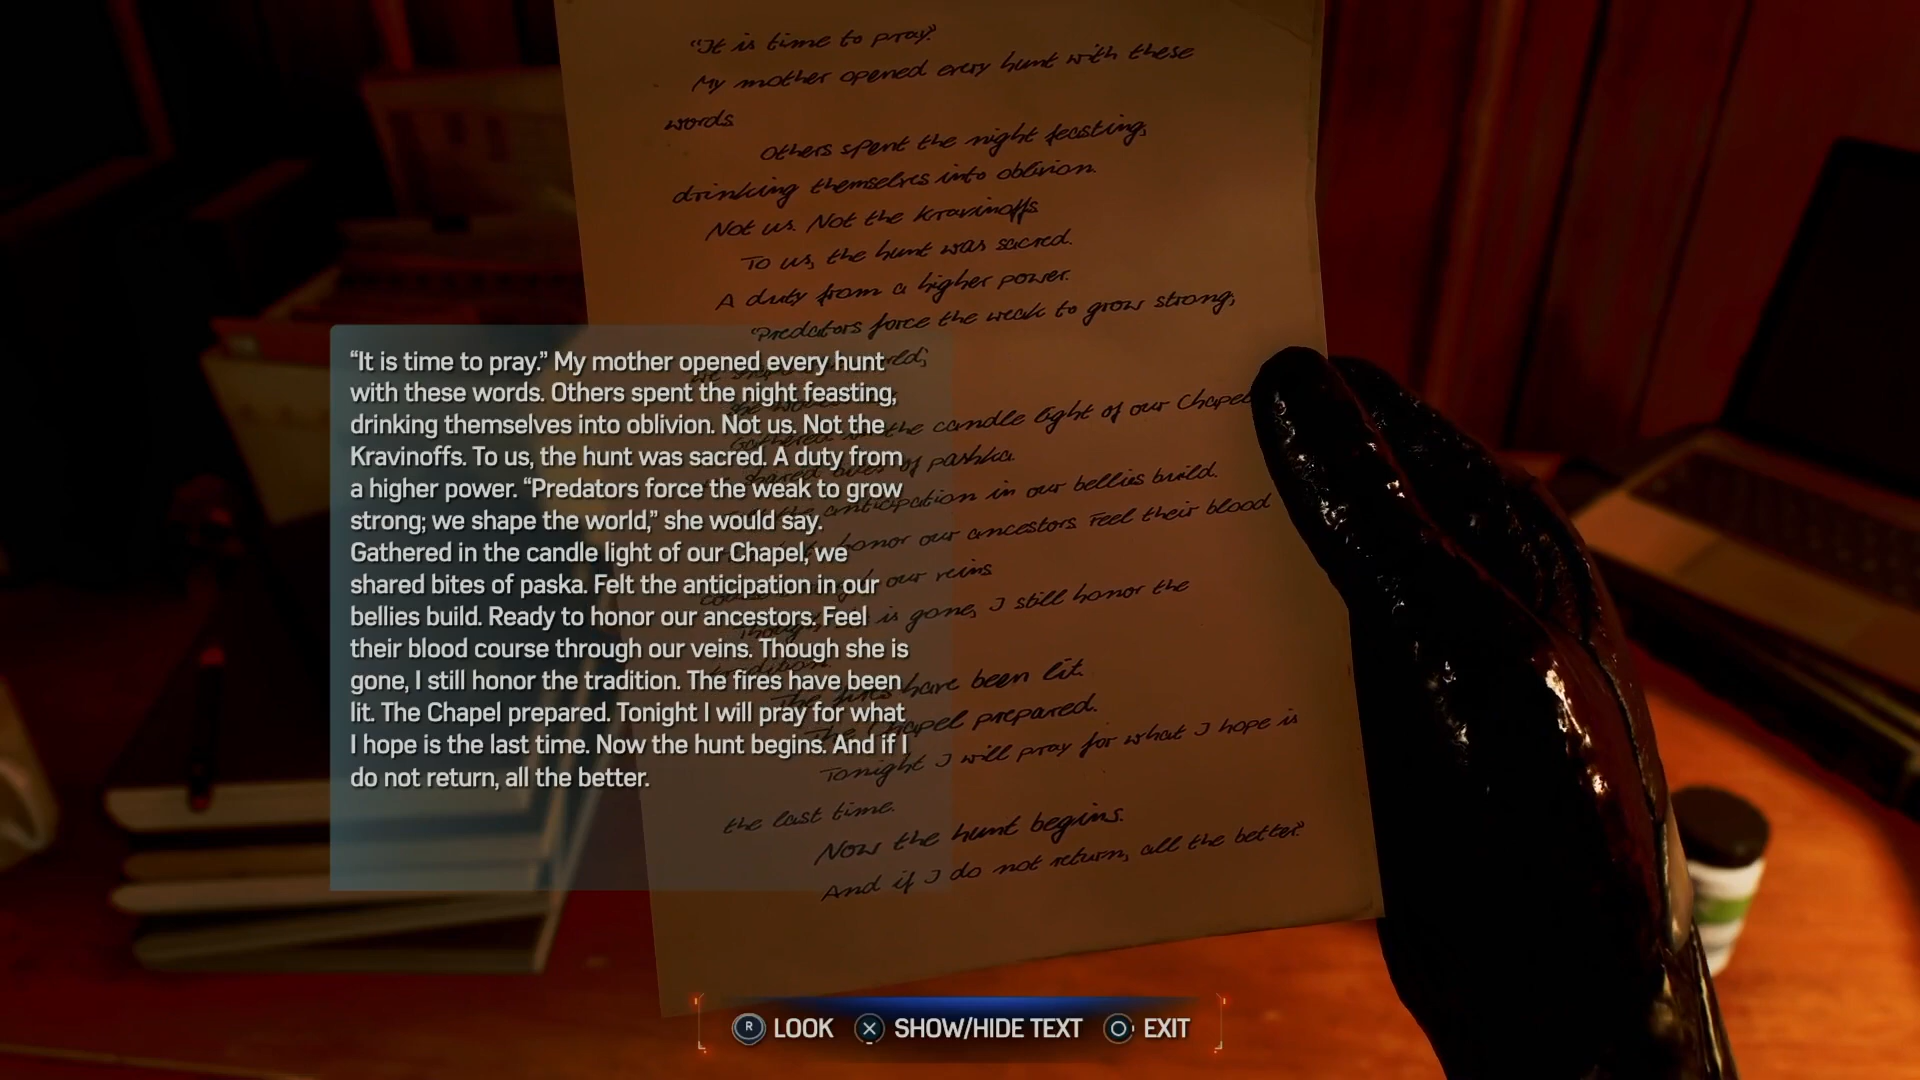 “It is time to pray.”
My mother opened every hunt with these
words
Others spent the night feasting,
drinking themselves into oblivion.
Not us. Not the Kravinoffs
To us, the hunt was sacred.
A duty from a higher power.
“Predators force the weak to grow strong;
the candle light of our Chapel
of pashka.
the anticipation in our bellies build.
honor our ancestors Feel their blood
our veins
is gone, I still honor the
The fires have been lit.
The Chapel prepared.
Tonight I will pray for what I hope is
the last time.
Now the hunt begins.
And if I do not return, all the better.”
“It is time to pray.” My mother opened every hunt
with these words. Others spent the night feasting,
drinking themselves into oblivion. Not us. Not the
Kravinoffs. To us, the hunt was sacred. A duty from
a higher power. “Predators force the weak to grow
strong; we shape the world,” she would say.
Gathered in the candle light of our Chapel, we
shared bites of paska. Felt the anticipation in our
bellies build. Ready to honor our ancestors. Feel
their blood course through our veins. Though she is
gone, I still honor the tradition. The fires have been
lit. The Chapel prepared. Tonight I will pray for what
I hope is the last time. Now the hunt begins. And if I
do not return, all the better.
R LOOK SHOW/HIDE TEXT EXIT